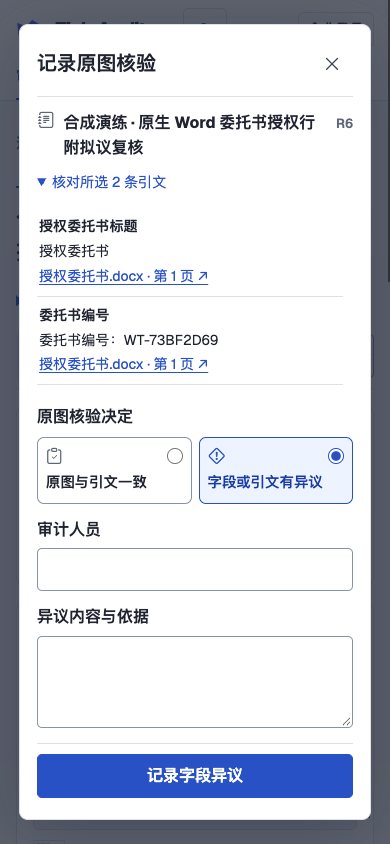 记录原图核验
合成演练 · 原生 Word 委托书授权行
R6
附拟议复核
▼ 核对所选 2 条引文
授权委托书标题
授权委托书
授权委托书.docx · 第 1 页 ↗
委托书编号
委托书编号：WT-73BF2D69
授权委托书.docx · 第 1 页 ↗
原图核验决定
原图与引文一致
字段或引文有异议
审计人员
异议内容与依据
记录字段异议